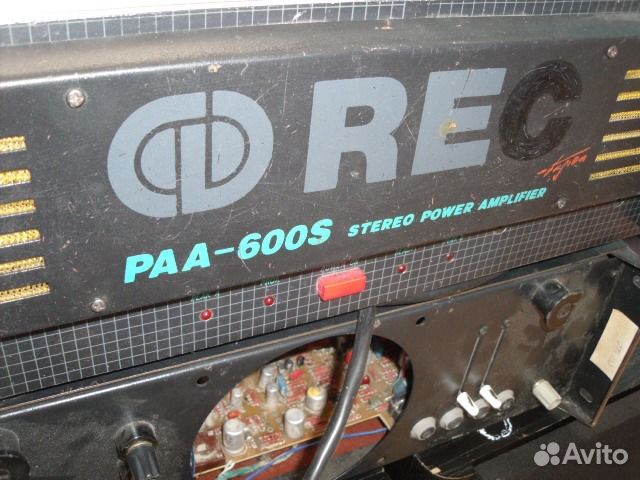 REC
PAA-600S STEREO POWER AMPLIFIER
Avito